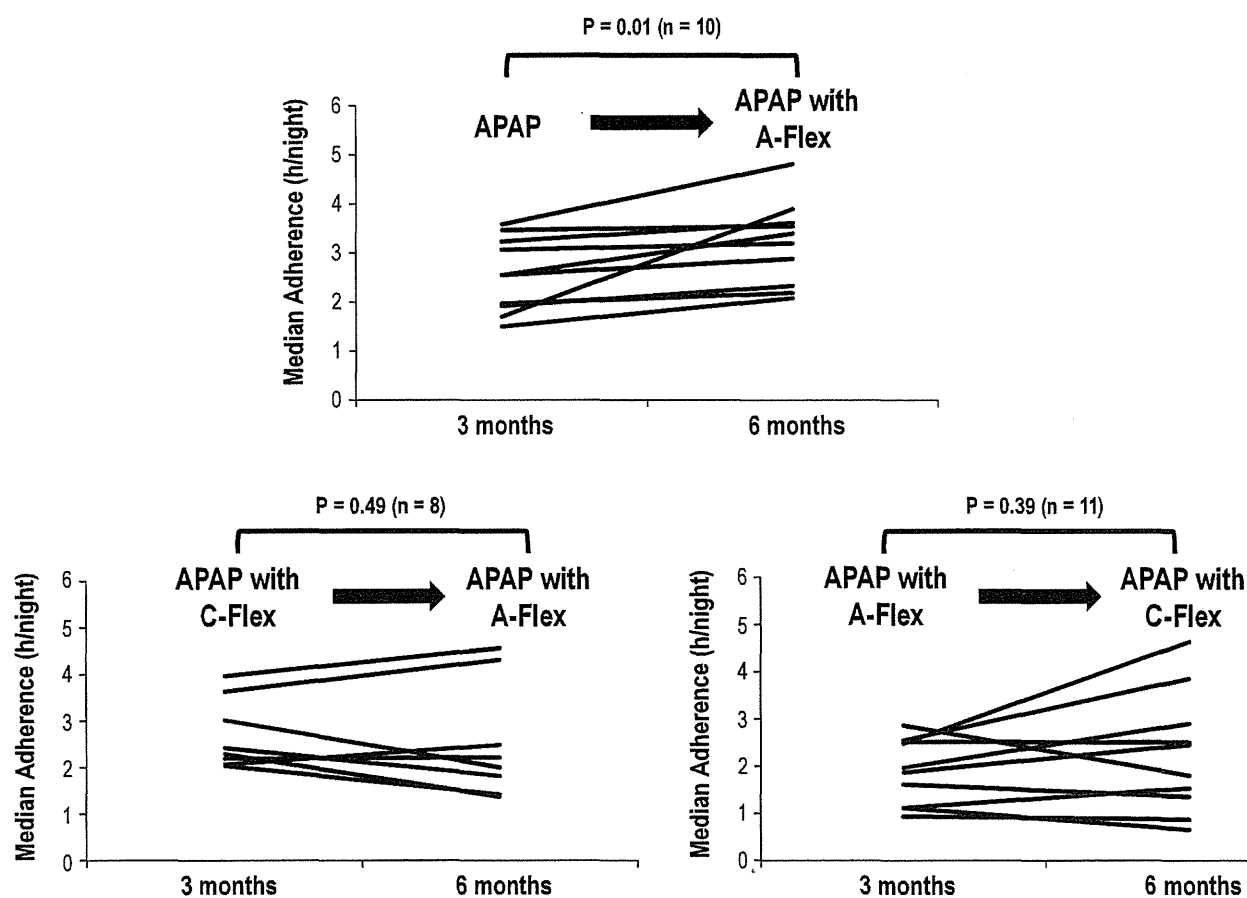 P = 0.01 (n = 10)
APAP
APAP with
A-Flex
Median Adherence (h/night)
6
5
4
3
2
1
0
3 months
6 months
P = 0.49 (n = 8)
APAP with
C-Flex
APAP with
A-Flex
Median Adherence (h/night)
6
5
4
3
2
1
0
3 months
6 months
P = 0.39 (n = 11)
APAP with
A-Flex
APAP with
C-Flex
Median Adherence (h/night)
6
5
4
3
2
1
0
3 months
6 months